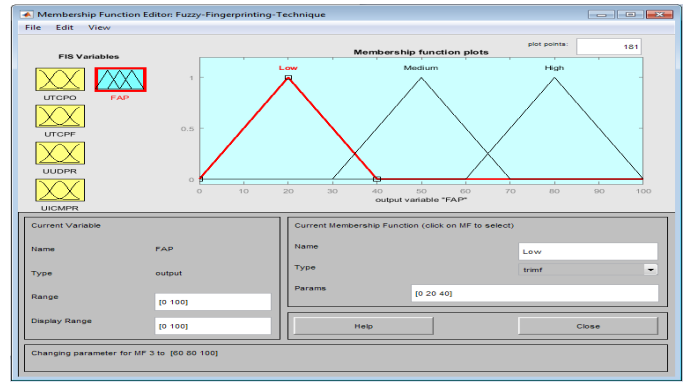 Membership Function Editor: Fuzzy-Fingerprinting-Technique
File Edit View
FIS Variables
Membership function plots
plot points:
181
UTCPO
FAP
UTCPF
UUDPR
UICMPR
Low
Medium
High
1
0.5
0
0 10 20 30 40 50 60 70 80 90 100
output variable "FAP"
Current Variable
Name FAP
Type output
Range [0 100]
Display Range [0 100]
Current Membership Function (click on MF to select)
Name Low
Type trimf
Params [0 20 40]
Help Close
Changing parameter for MF 3 to [60 80 100]